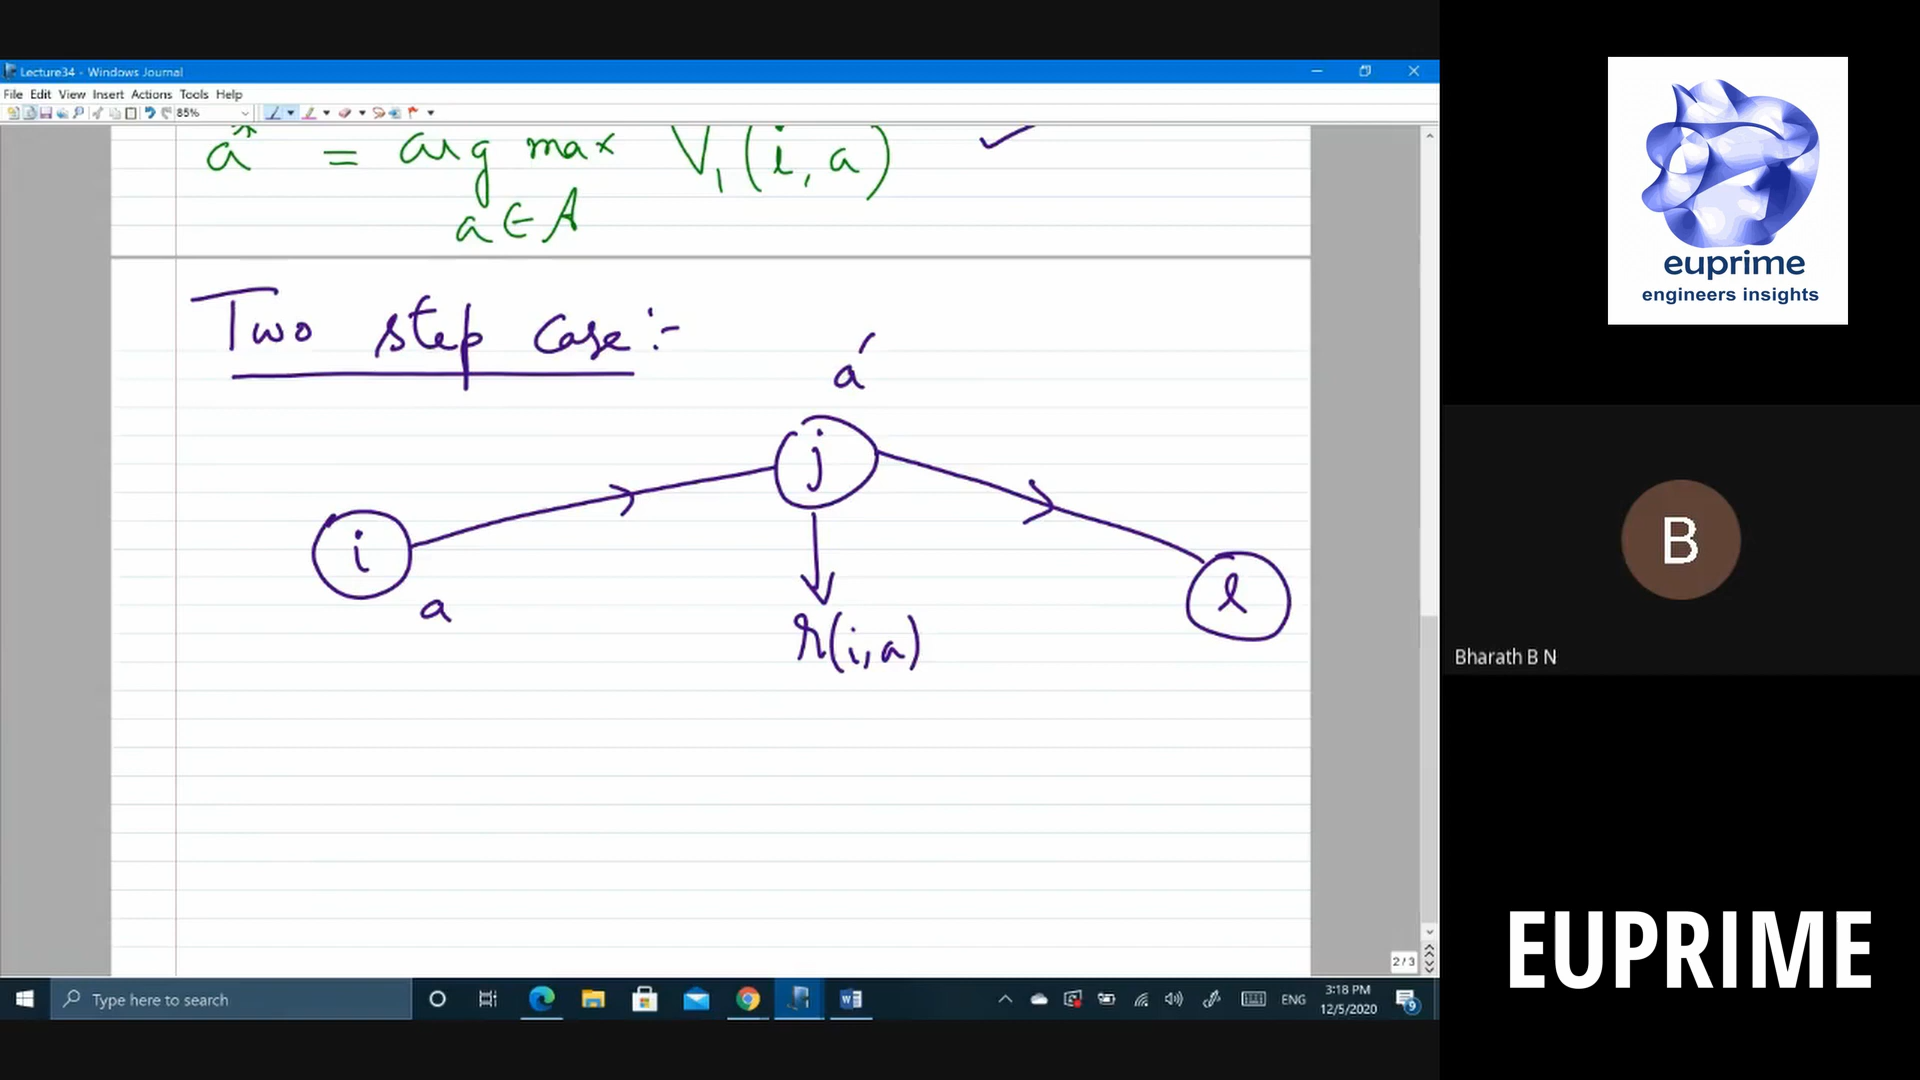 Lecture34 - Windows Journal
File Edit View Insert Actions Tools Help
85%
a* = arg max V₁(i, a) ✓
a ∈ A
Two step case :-
a′
j
i
a
r(i,a)
l
2 / 3
Type here to search
ENG
3:18 PM
12/5/2020
9
euprime
engineers insights
B
Bharath B N
EUPRIME